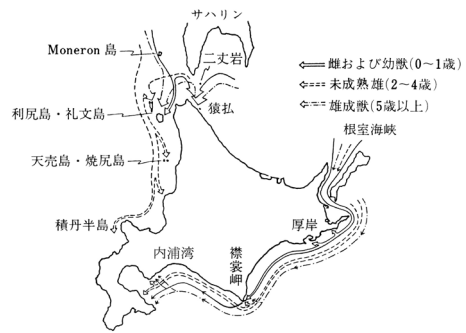 サハリン
Moneron 島
二丈岩
雌および幼獣(0~1歳)
未成熟雄(2~4歳)
雄成獣(5歳以上)
利尻島・礼文島
猿払
根室海峡
天売島・焼尻島
積丹半島
厚岸
内浦湾
襟裳岬